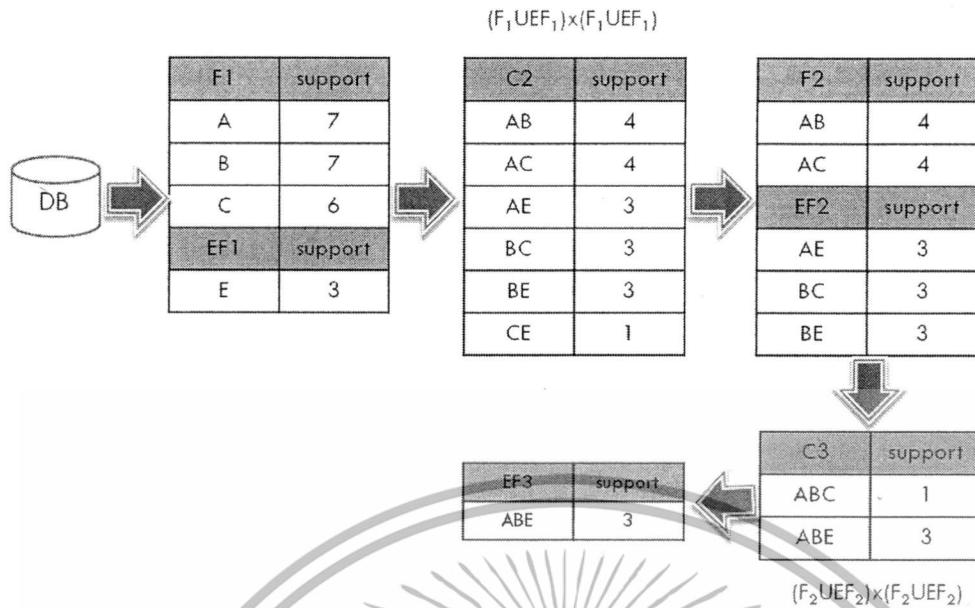 (F₁UEF₁)x(F₁UEF₁)
DB
F1 support
A 7
B 7
C 6
EF1 support
E 3
C2 support
AB 4
AC 4
AE 3
BC 3
BE 3
CE 1
F2 support
AB 4
AC 4
EF2 support
AE 3
BC 3
BE 3
C3 support
ABC 1
ABE 3
(F₂UEF₂)x(F₂UEF₂)
EF3 support
ABE 3